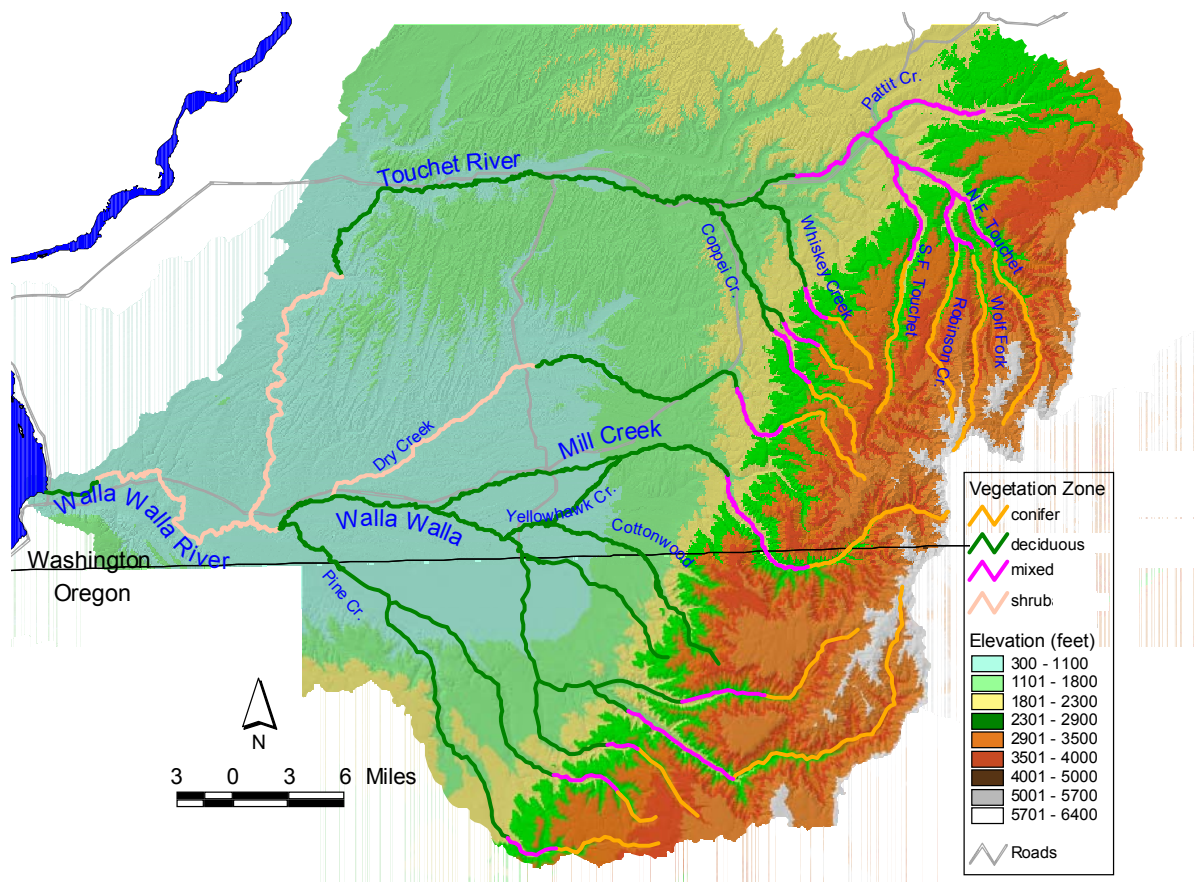 Pattit Cr.
Touchet River
N.F. Touchet
Coppei Cr.
Whiskey Creek
S.F. Touchet
Robinson Cr.
Wolf Fork
Dry Creek
Mill Creek
Walla Walla River
Walla Walla
Yellowhawk Cr.
Cottonwood
Washington
Oregon
Pine Cr.
N
3 0 3 6 Miles
Vegetation Zone
conifer
deciduous
mixed
shrub
Elevation (feet)
300 - 1100
1101 - 1800
1801 - 2300
2301 - 2900
2901 - 3500
3501 - 4000
4001 - 5000
5001 - 5700
5701 - 6400
Roads